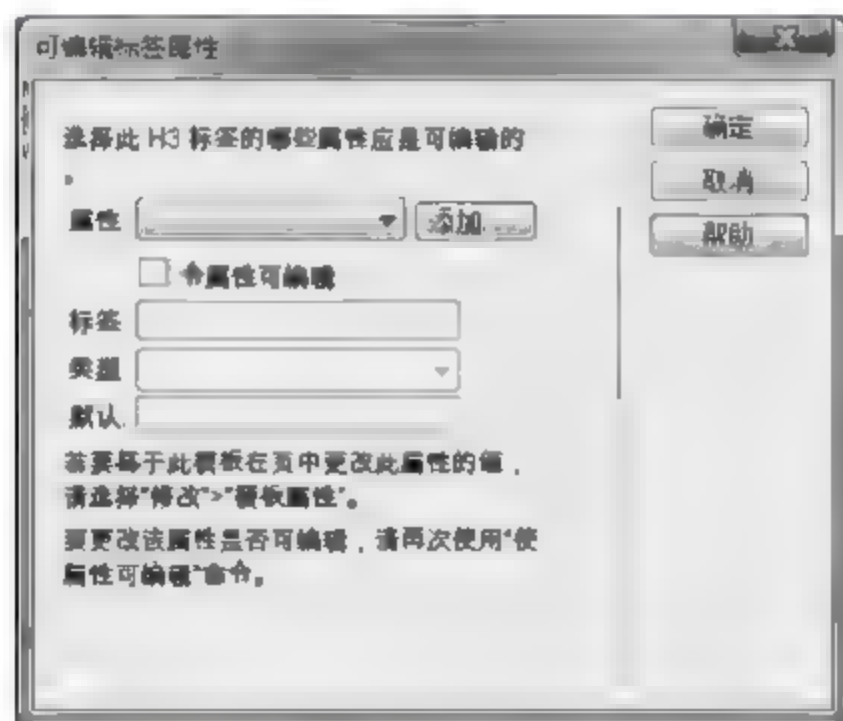 可编辑标签属性
选择此 H3 标签的哪些属性应是可编辑的
。
属性
添加...
令属性可编辑
标签
类型
默认
若要基于此模板在页中更改此属性的值，
请选择“修改”>“模板属性”。
要更改该属性是否可编辑，请再次使用“使
属性可编辑”命令。
确定
取消
帮助